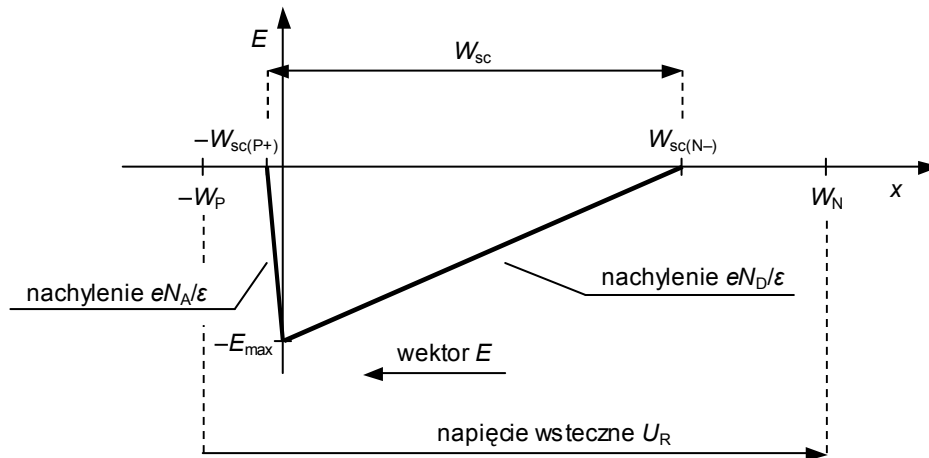 E
W_sc
−W_sc(P+)
W_sc(N−)
−W_P
W_N
x
nachylenie eN_A/ε
nachylenie eN_D/ε
−E_max
wektor E
napięcie wsteczne U_R